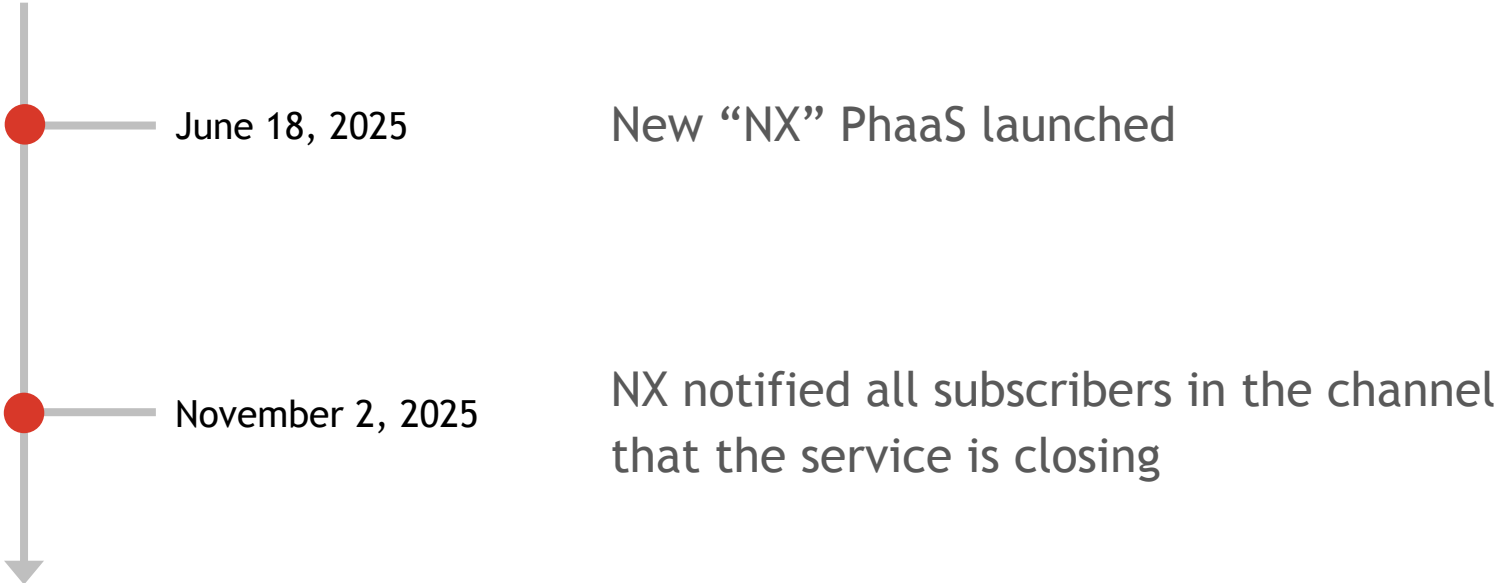 June 18, 2025
New “NX” PhaaS launched
November 2, 2025
NX notified all subscribers in the channel
that the service is closing